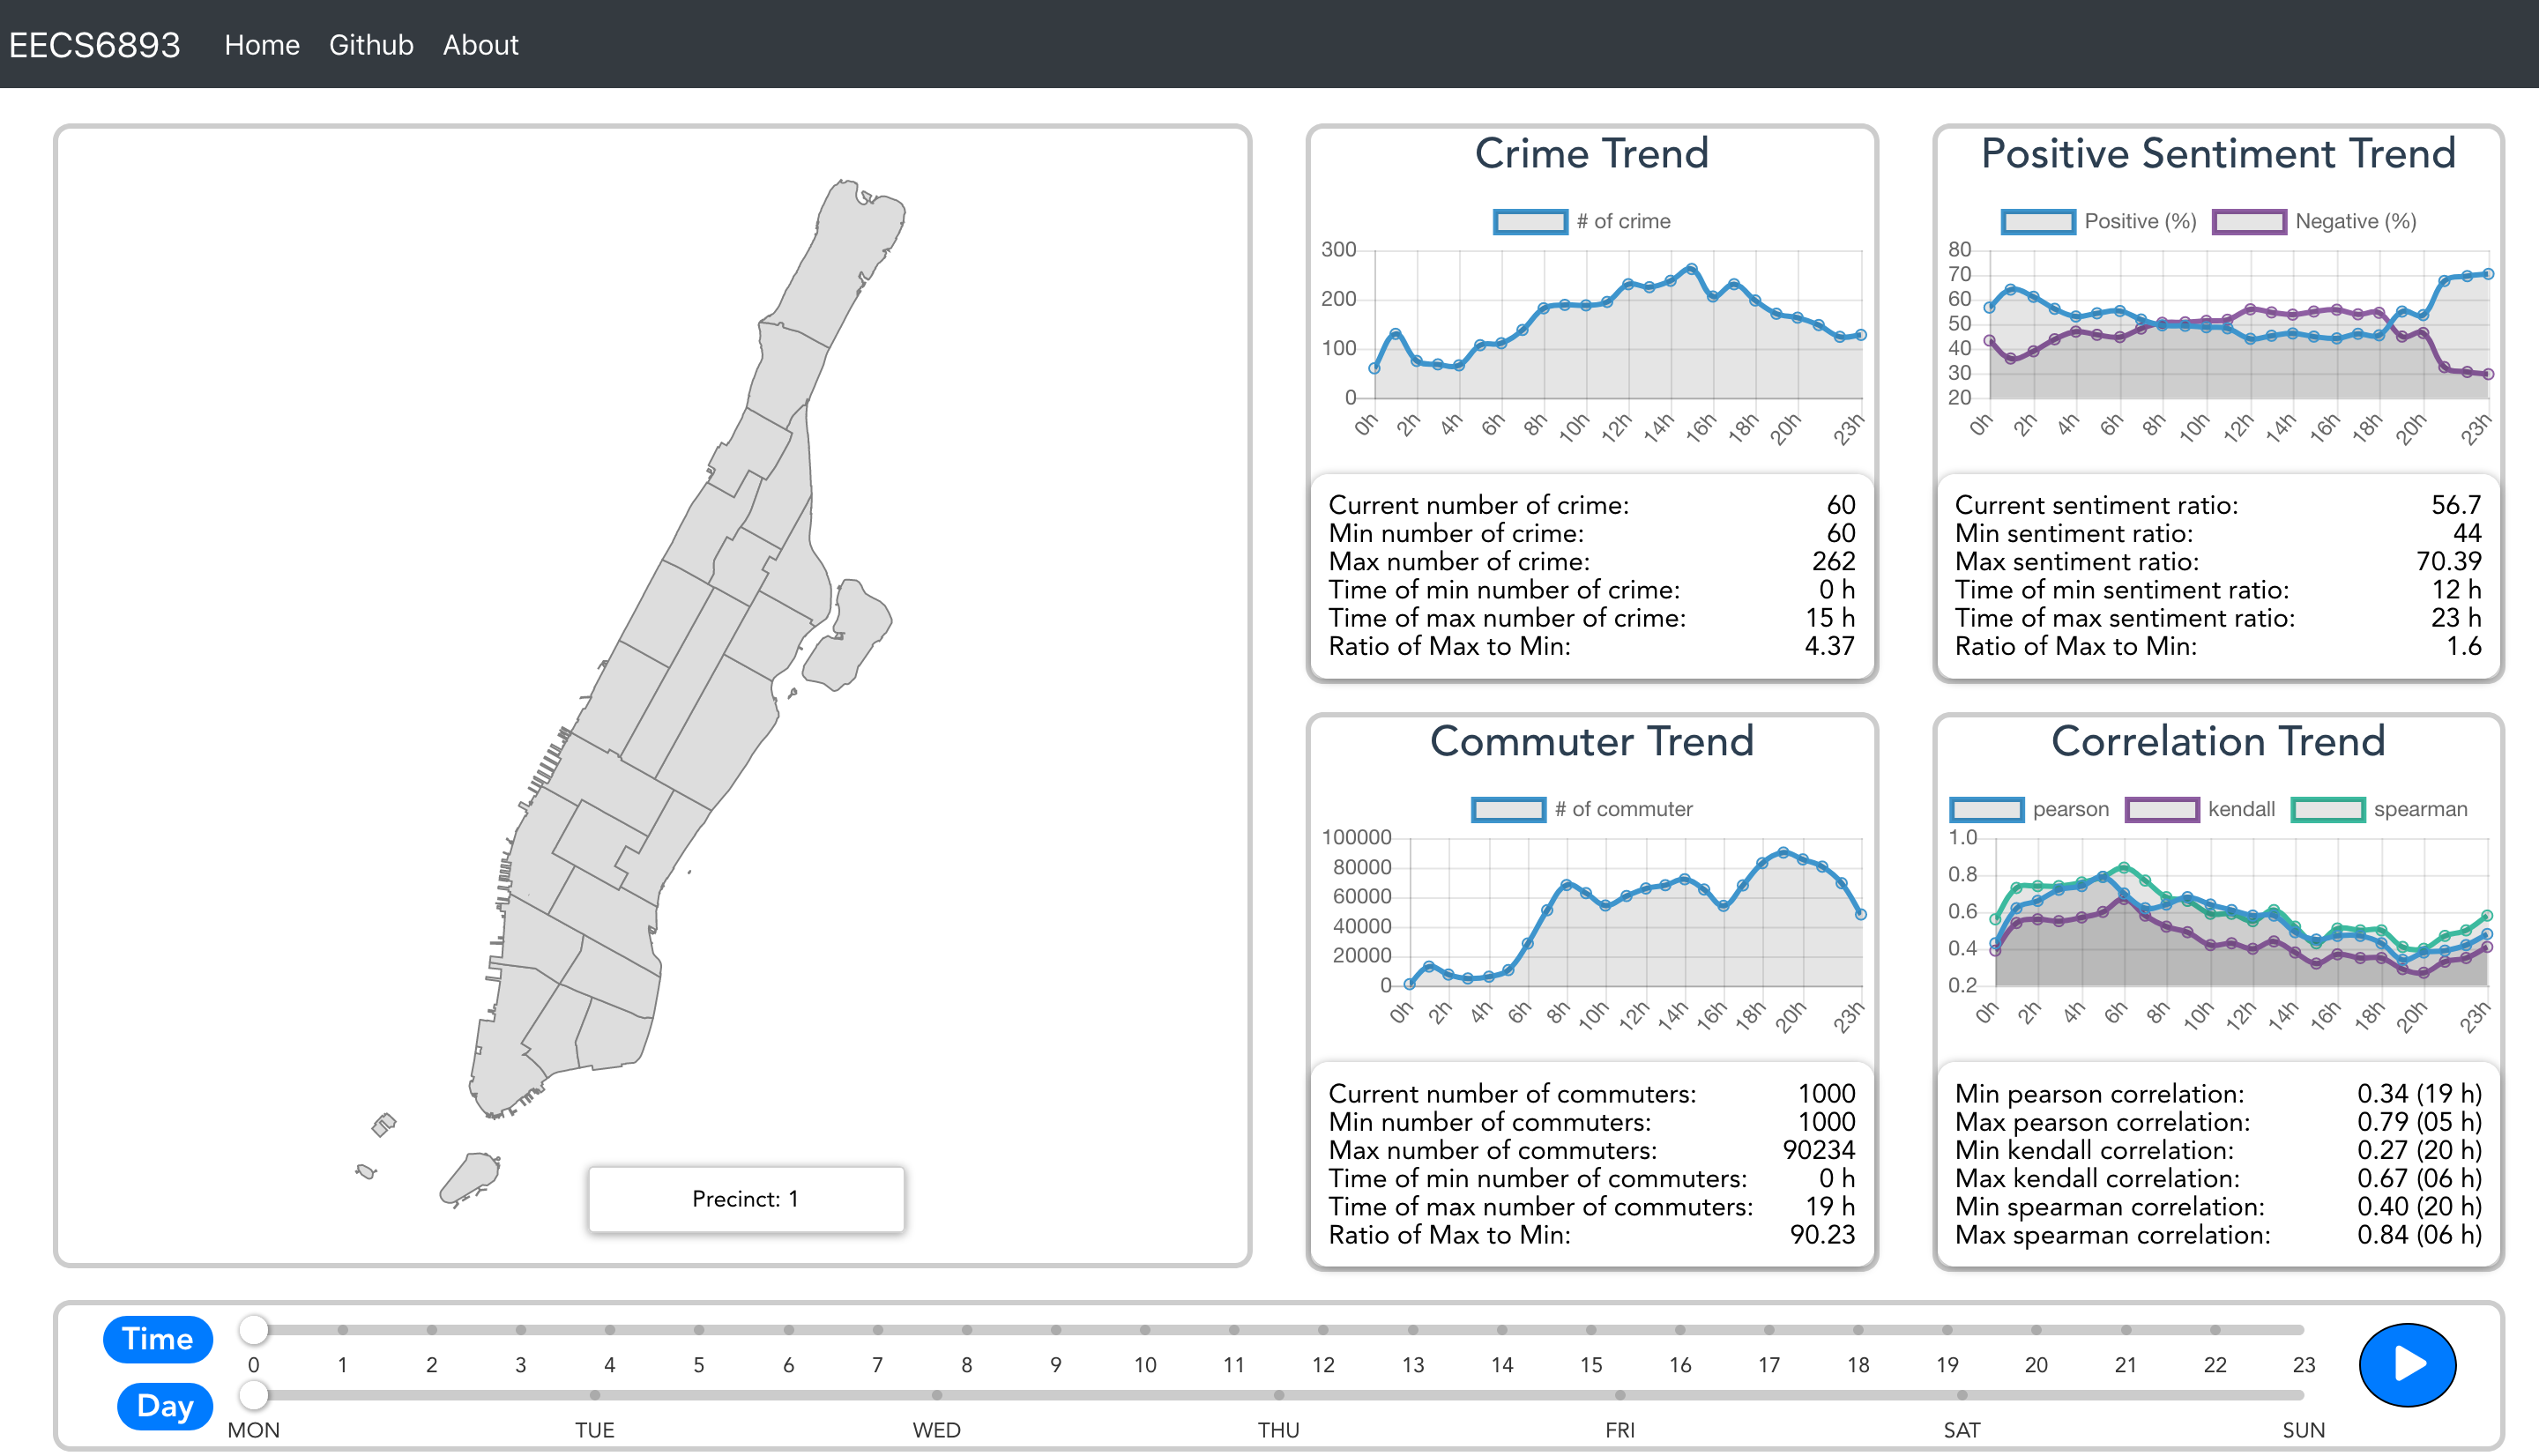 EECS6893 Home Github About
Precinct: 1
Crime Trend
# of crime
300
200
100
0
0h 2h 4h 6h 8h 10h 12h 14h 16h 18h 20h 23h
Current number of crime: 60
Min number of crime: 60
Max number of crime: 262
Time of min number of crime: 0 h
Time of max number of crime: 15 h
Ratio of Max to Min: 4.37
Positive Sentiment Trend
Positive (%) Negative (%)
80
70
60
50
40
30
20
0h 2h 4h 6h 8h 10h 12h 14h 16h 18h 20h 23h
Current sentiment ratio: 56.7
Min sentiment ratio: 44
Max sentiment ratio: 70.39
Time of min sentiment ratio: 12 h
Time of max sentiment ratio: 23 h
Ratio of Max to Min: 1.6
Commuter Trend
# of commuter
100000
80000
60000
40000
20000
0
0h 2h 4h 6h 8h 10h 12h 14h 16h 18h 20h 23h
Current number of commuters: 1000
Min number of commuters: 1000
Max number of commuters: 90234
Time of min number of commuters: 0 h
Time of max number of commuters: 19 h
Ratio of Max to Min: 90.23
Correlation Trend
pearson kendall spearman
1.0
0.8
0.6
0.4
0.2
0h 2h 4h 6h 8h 10h 12h 14h 16h 18h 20h 23h
Min pearson correlation: 0.34 (19 h)
Max pearson correlation: 0.79 (05 h)
Min kendall correlation: 0.27 (20 h)
Max kendall correlation: 0.67 (06 h)
Min spearman correlation: 0.40 (20 h)
Max spearman correlation: 0.84 (06 h)
Time
0 1 2 3 4 5 6 7 8 9 10 11 12 13 14 15 16 17 18 19 20 21 22 23
Day
MON TUE WED THU FRI SAT SUN